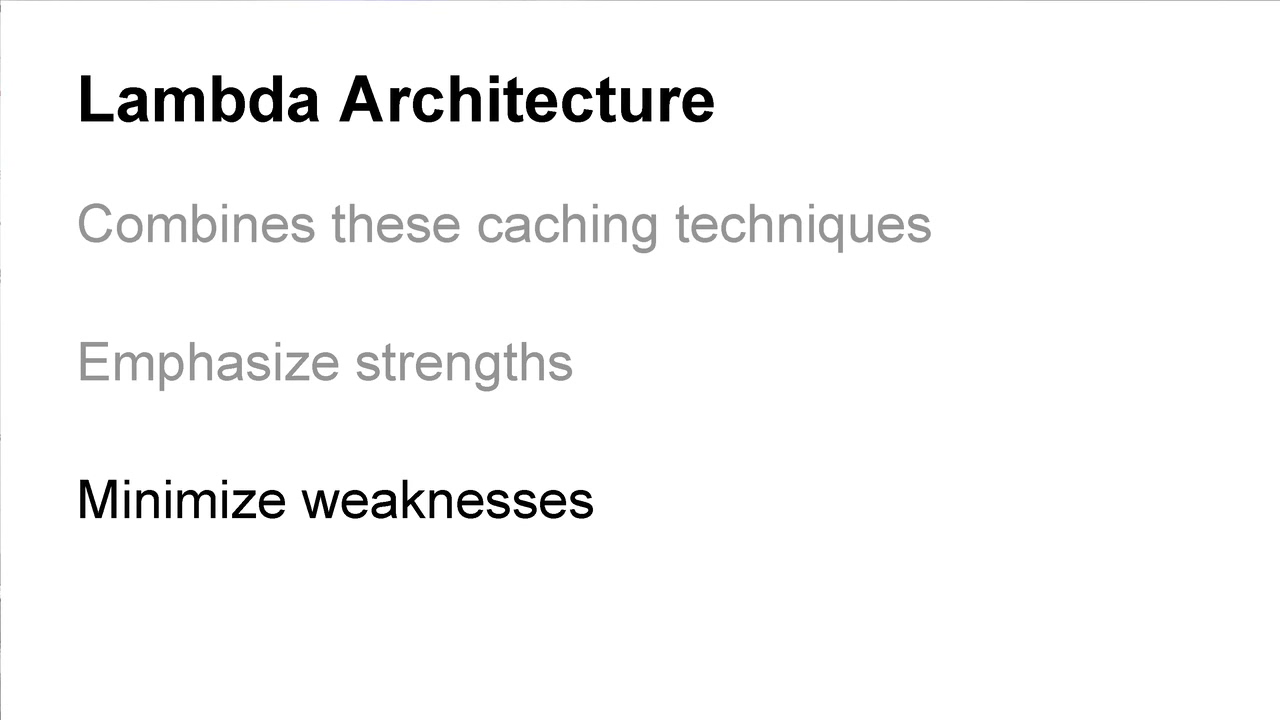 Lambda Architecture
Combines these caching techniques
Emphasize strengths
Minimize weaknesses